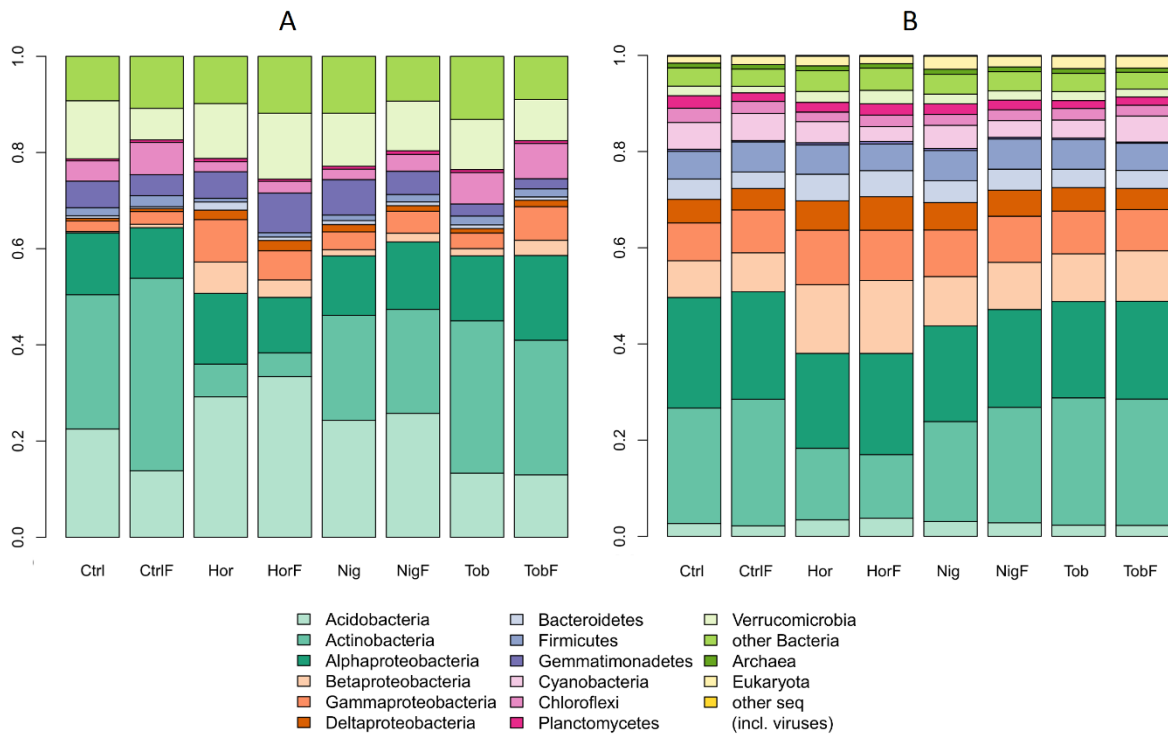 A
B
1.0
0.8
0.6
0.4
0.2
0.0
Ctrl CtrlF Hor HorF Nig NigF Tob TobF
1.0
0.8
0.6
0.4
0.2
0.0
Ctrl CtrlF Hor HorF Nig NigF Tob TobF
Acidobacteria
Actinobacteria
Alphaproteobacteria
Betaproteobacteria
Gammaproteobacteria
Deltaproteobacteria
Bacteroidetes
Firmicutes
Gemmatimonadetes
Cyanobacteria
Chloroflexi
Planctomycetes
Verrucomicrobia
other Bacteria
Archaea
Eukaryota
other seq
(incl. viruses)